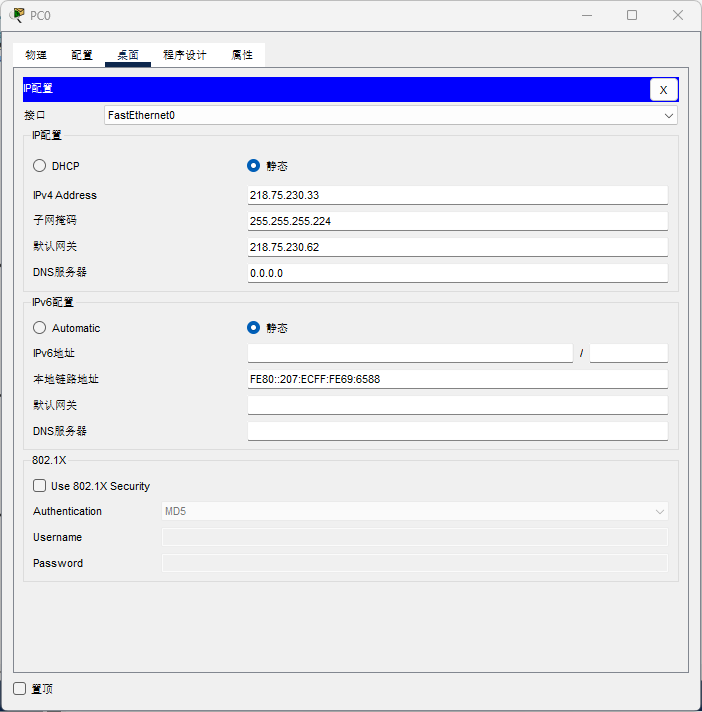 PC0
物理 配置 桌面 程序设计 属性
IP配置 X
接口 FastEthernet0
IP配置
DHCP 静态
IPv4 Address 218.75.230.33
子网掩码 255.255.255.224
默认网关 218.75.230.62
DNS服务器 0.0.0.0
IPv6配置
Automatic 静态
IPv6地址 /
本地链路地址 FE80::207:ECFF:FE69:6588
默认网关
DNS服务器
802.1X
Use 802.1X Security
Authentication MD5
Username
Password
置顶